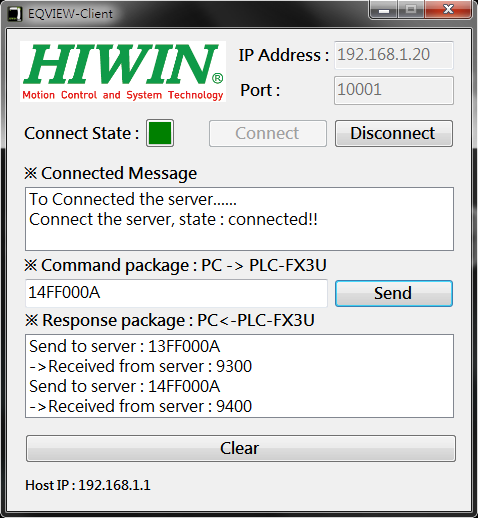 EQVIEW-Client
HIWIN®
Motion Control and System Technology
IP Address : 192.168.1.20
Port : 10001
Connect State : Connect Disconnect
※ Connected Message
To Connected the server......
Connect the server, state : connected!!
※ Command package : PC -> PLC-FX3U
14FF000A Send
※ Response package : PC<-PLC-FX3U
Send to server : 13FF000A
->Received from server : 9300
Send to server : 14FF000A
->Received from server : 9400
Clear
Host IP : 192.168.1.1